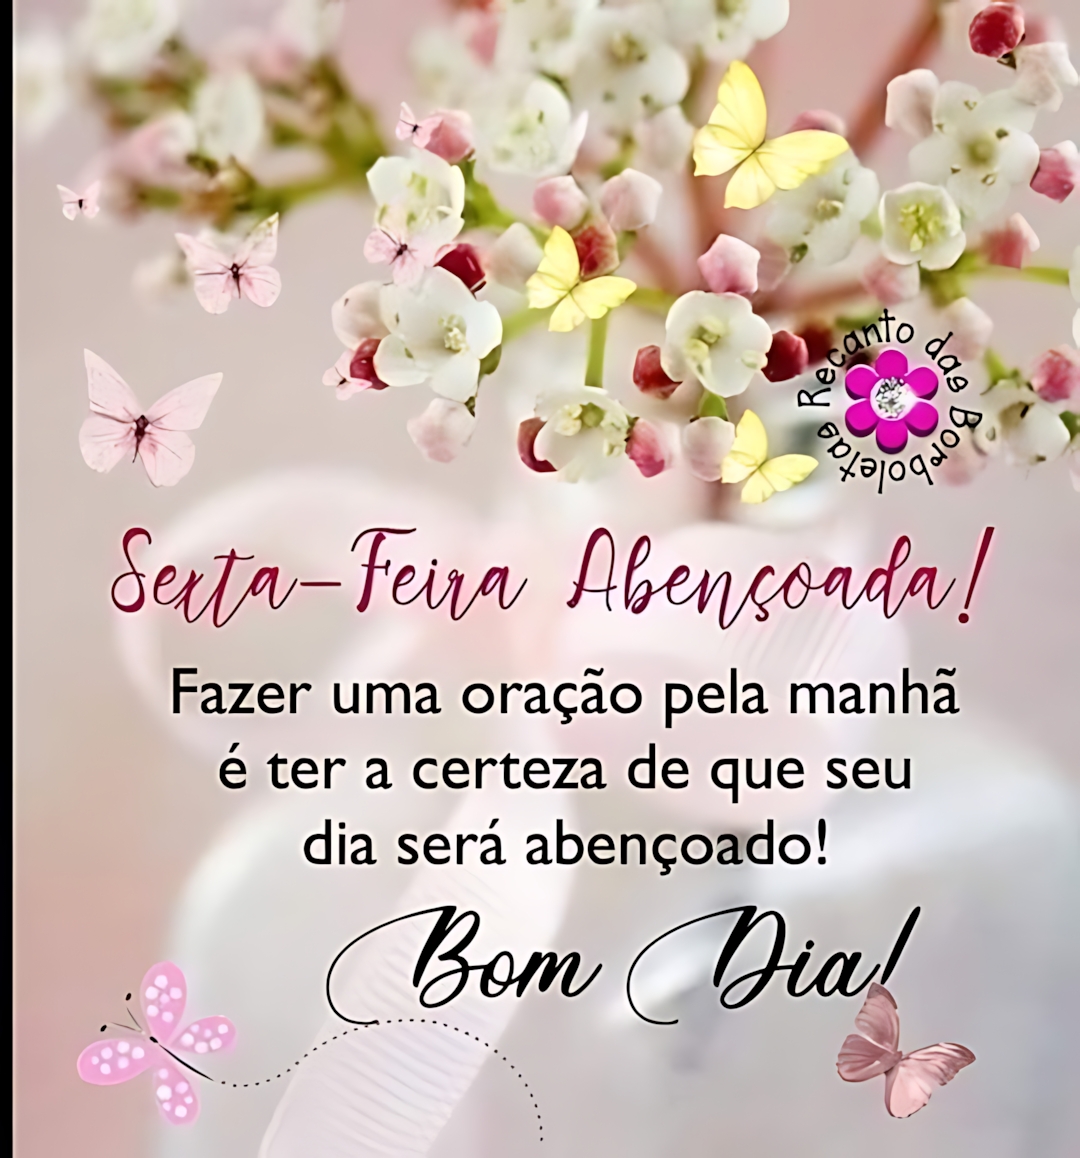 Recanto das Borboletas
Sexta-Feira Abençoada!
Fazer uma oração pela manhã
é ter a certeza de que seu
dia será abençoado!
Bom Dia!